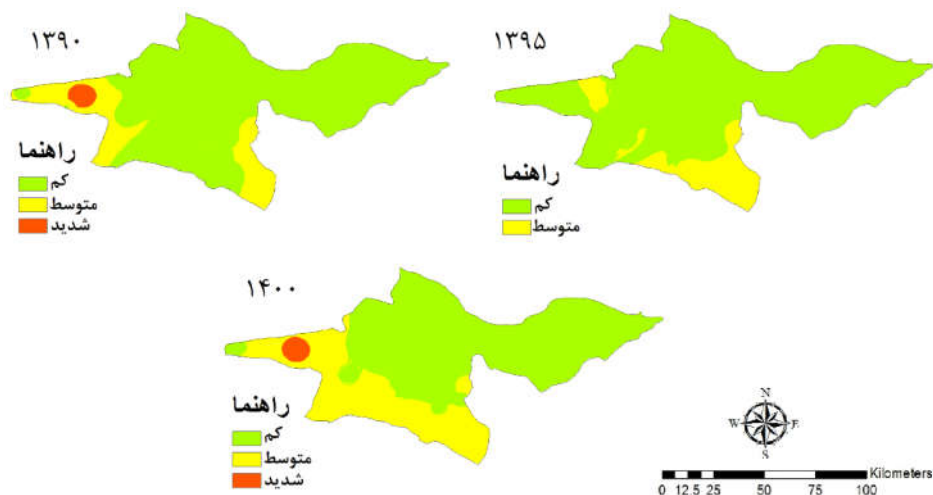 ۱۳۹۰
راهنما
کم
متوسط
شدید
۱۳۹۵
راهنما
کم
متوسط
۱۴۰۰
راهنما
کم
متوسط
شدید
N
W E
S
Kilometers
0 12.5 25 50 75 100